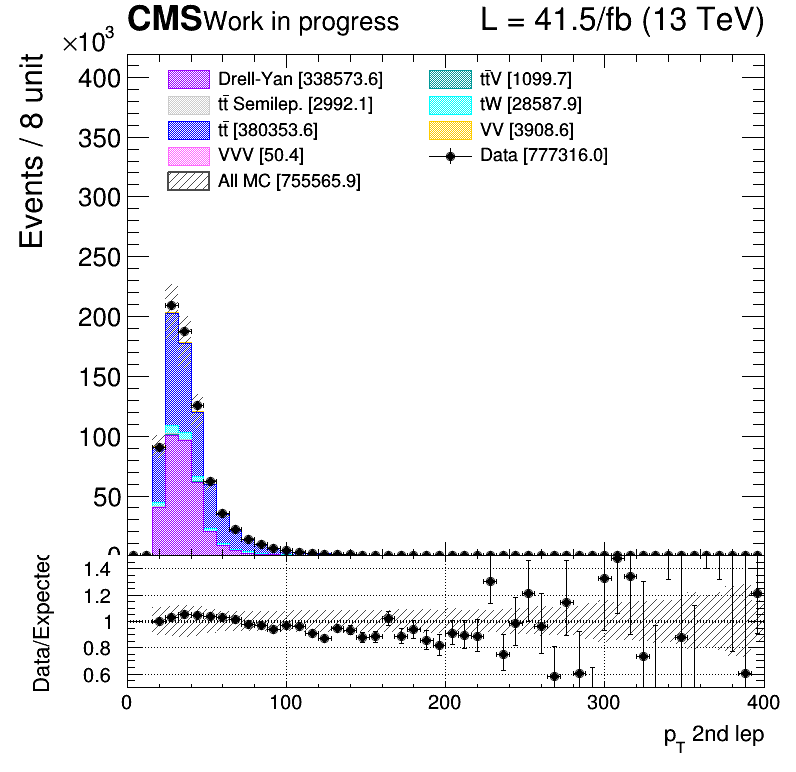 CMS Work in progress L = 41.5/fb (13 TeV)
×10³
Events / 8 unit
400
350
300
250
200
150
100
50
0
Drell-Yan [338573.6]
tt̄ Semilep. [2992.1]
tt̄ [380353.6]
VVV [50.4]
All MC [755565.9]
tt̄V [1099.7]
tW [28587.9]
VV [3908.6]
Data [777316.0]
Data/Expected
1.4
1.2
1
0.8
0.6
0 100 200 300 400
p_T 2nd lep